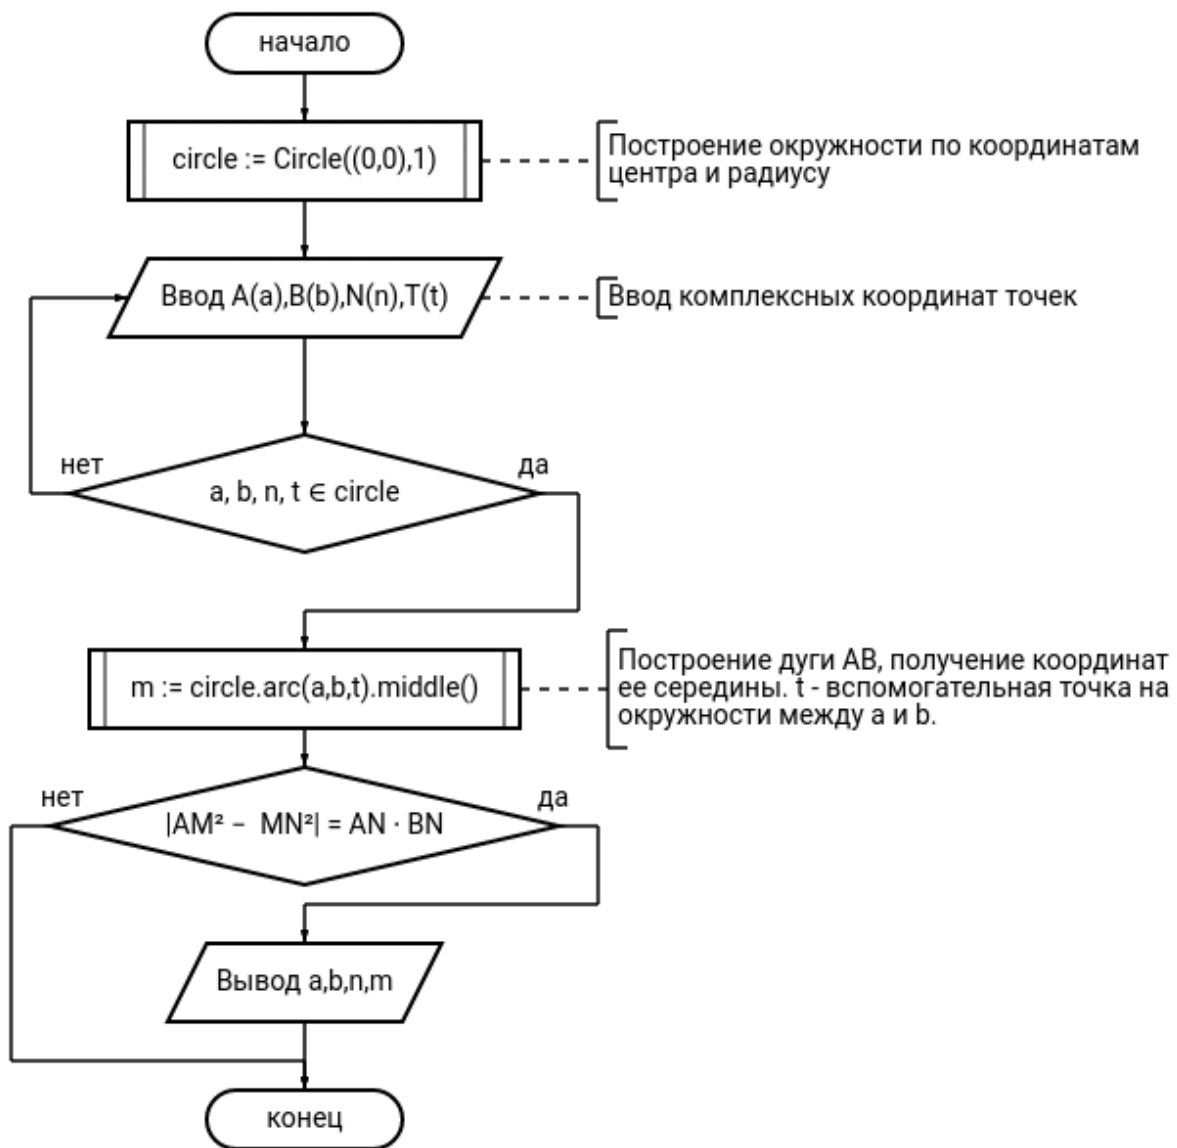 начало
circle := Circle((0,0),1)
Построение окружности по координатам
центра и радиусу
Ввод A(a),B(b),N(n),T(t)
Ввод комплексных координат точек
нет
да
a, b, n, t ∈ circle
m := circle.arc(a,b,t).middle()
Построение дуги AB, получение координат
ее середины. t - вспомогательная точка на
окружности между a и b.
нет
да
|AM² − MN²| = AN · BN
Вывод a,b,n,m
конец